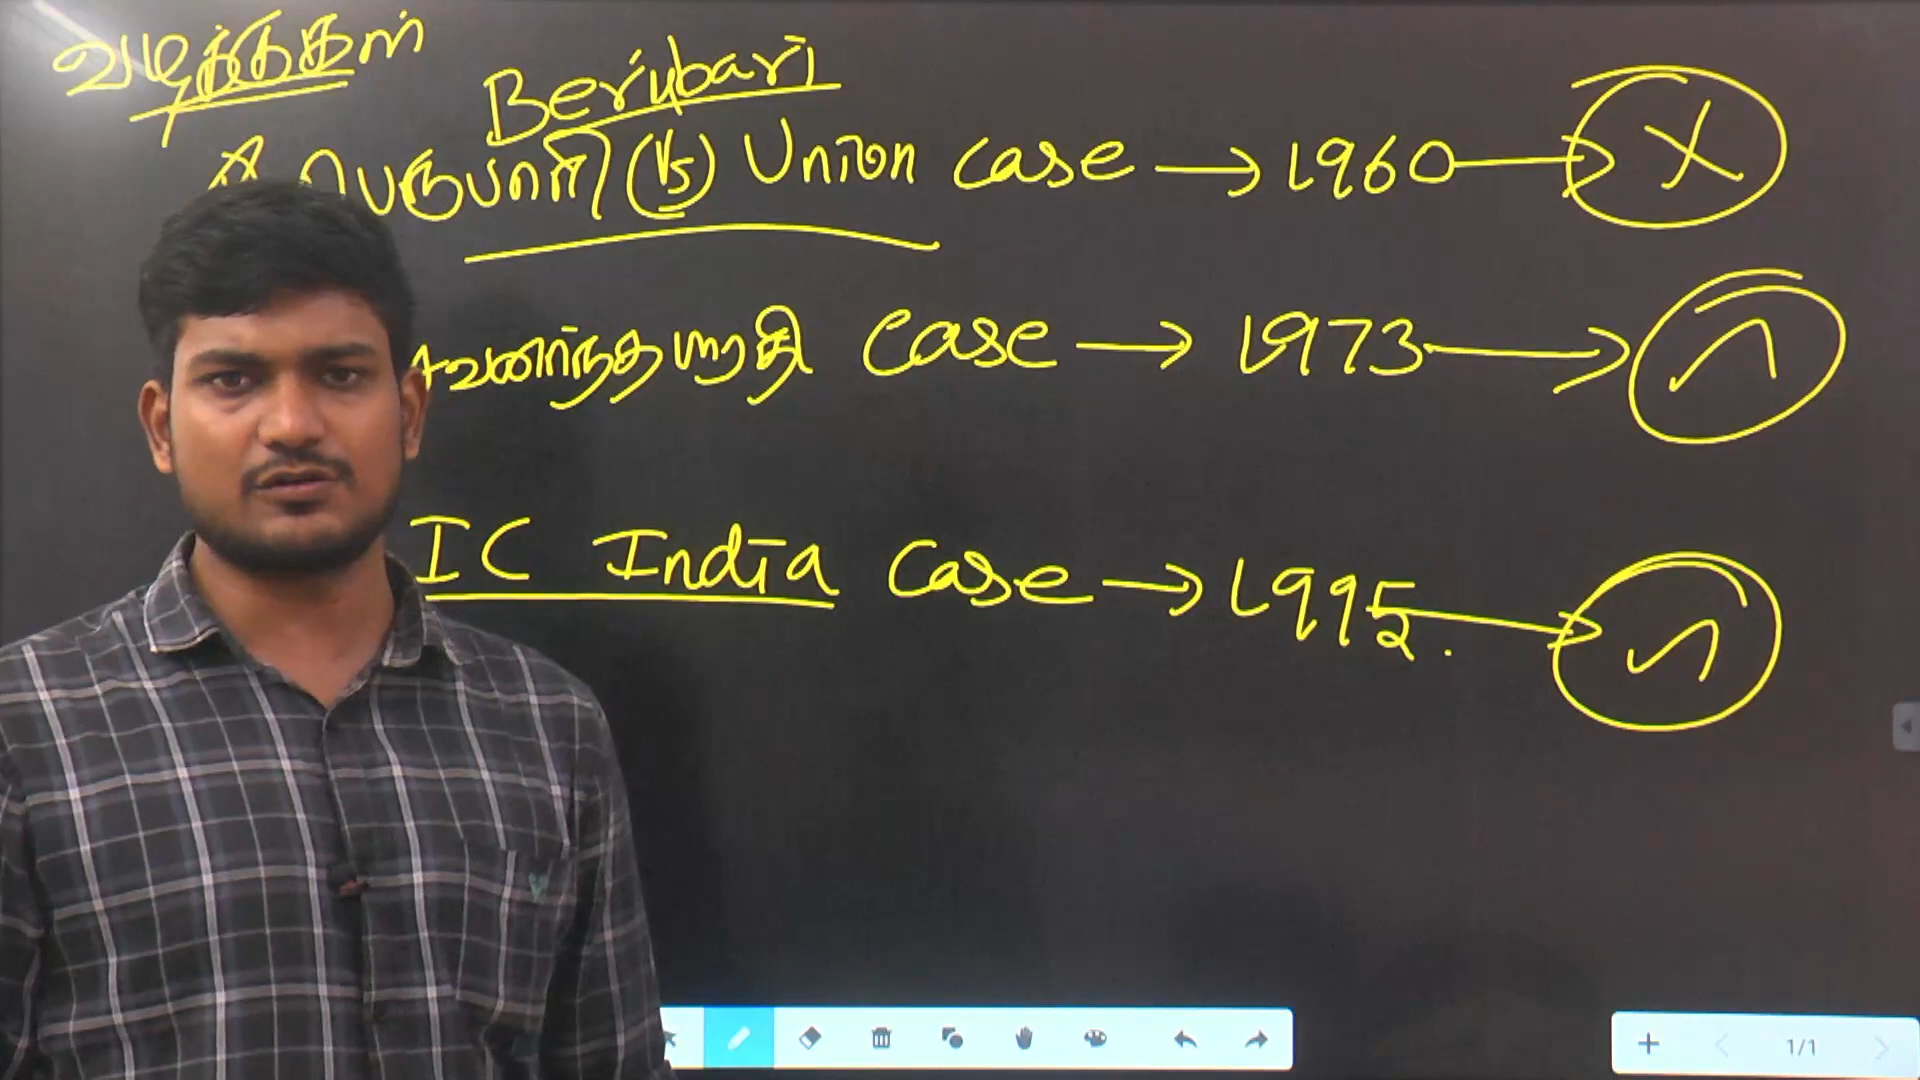 வழக்குகள்
Berubari
பெருபாரி (Vs) Union case → 1960 → X
case → 1973 →
IC India case → 1995 →
1/1